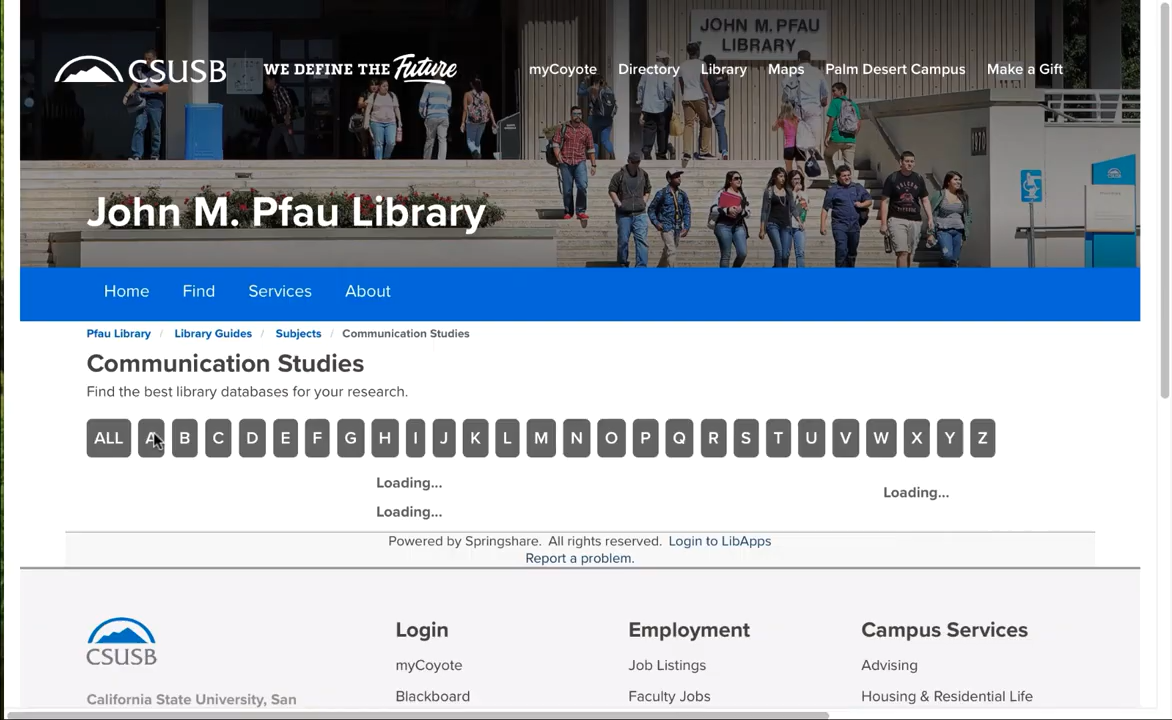 JOHN M. PFAU
LIBRARY
CSUSB WE DEFINE THE Future
myCoyote Directory Library Maps Palm Desert Campus Make a Gift
John M. Pfau Library
Home Find Services About
Pfau Library / Library Guides / Subjects / Communication Studies
Communication Studies
Find the best library databases for your research.
ALL A B C D E F G H I J K L M N O P Q R S T U V W X Y Z
Loading... Loading...
Loading...
Powered by Springshare. All rights reserved. Login to LibApps
Report a problem.
CSUSB
California State University, San
Login
myCoyote
Blackboard
Employment
Job Listings
Faculty Jobs
Campus Services
Advising
Housing & Residential Life